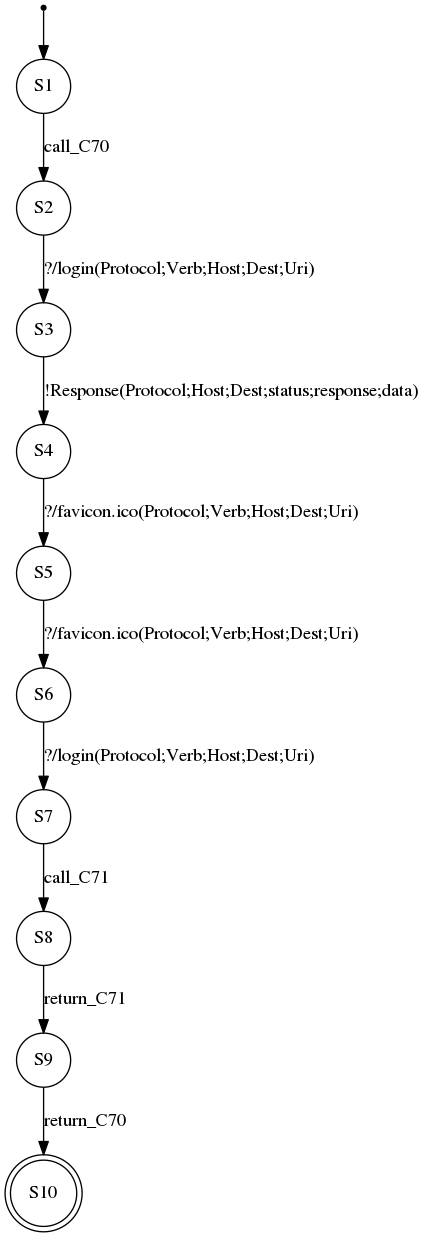 S1
call_C70
S2
?/login(Protocol;Verb;Host;Dest;Uri)
S3
!Response(Protocol;Host;Dest;status;response;data)
S4
?/favicon.ico(Protocol;Verb;Host;Dest;Uri)
S5
?/favicon.ico(Protocol;Verb;Host;Dest;Uri)
S6
?/login(Protocol;Verb;Host;Dest;Uri)
S7
call_C71
S8
return_C71
S9
return_C70
S10